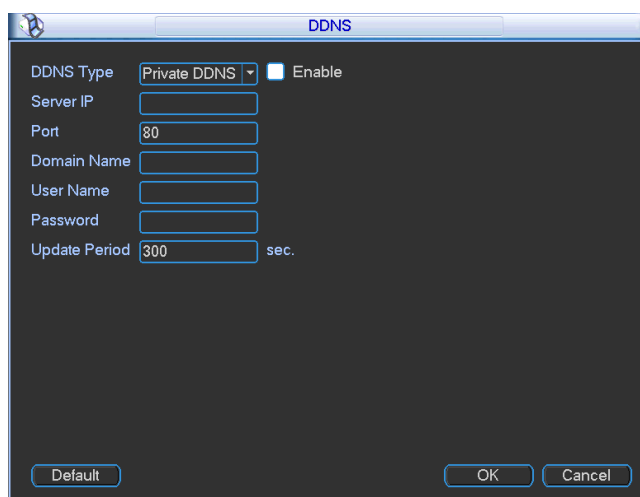 DDNS
DDNS Type Private DDNS Enable
Server IP
Port 80
Domain Name
User Name
Password
Update Period 300 sec.
Default OK Cancel